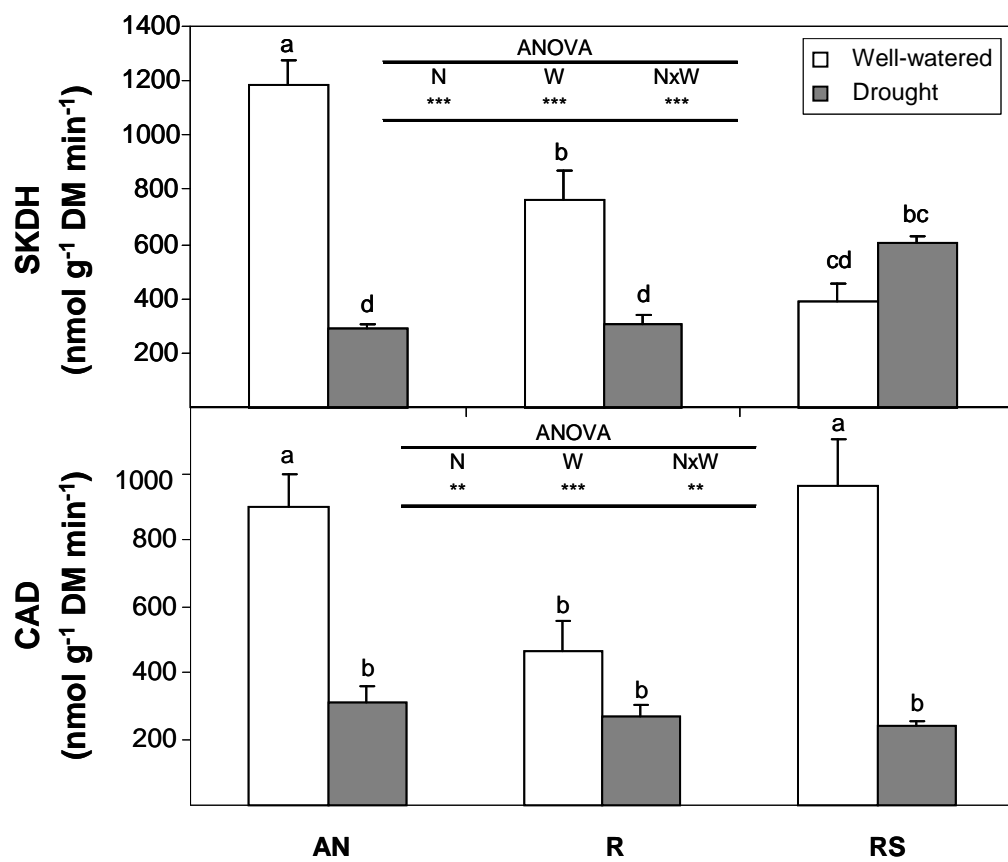 1400
1200
1000
800
600
400
200
SKDH
(nmol g⁻¹ DM min⁻¹)
ANOVA
N W NxW
*** *** ***
Well-watered
Drought
a
d
b
d
cd
bc
1000
800
600
400
200
CAD
(nmol g⁻¹ DM min⁻¹)
ANOVA
N W NxW
** *** **
a
b
b
b
a
b
AN R RS